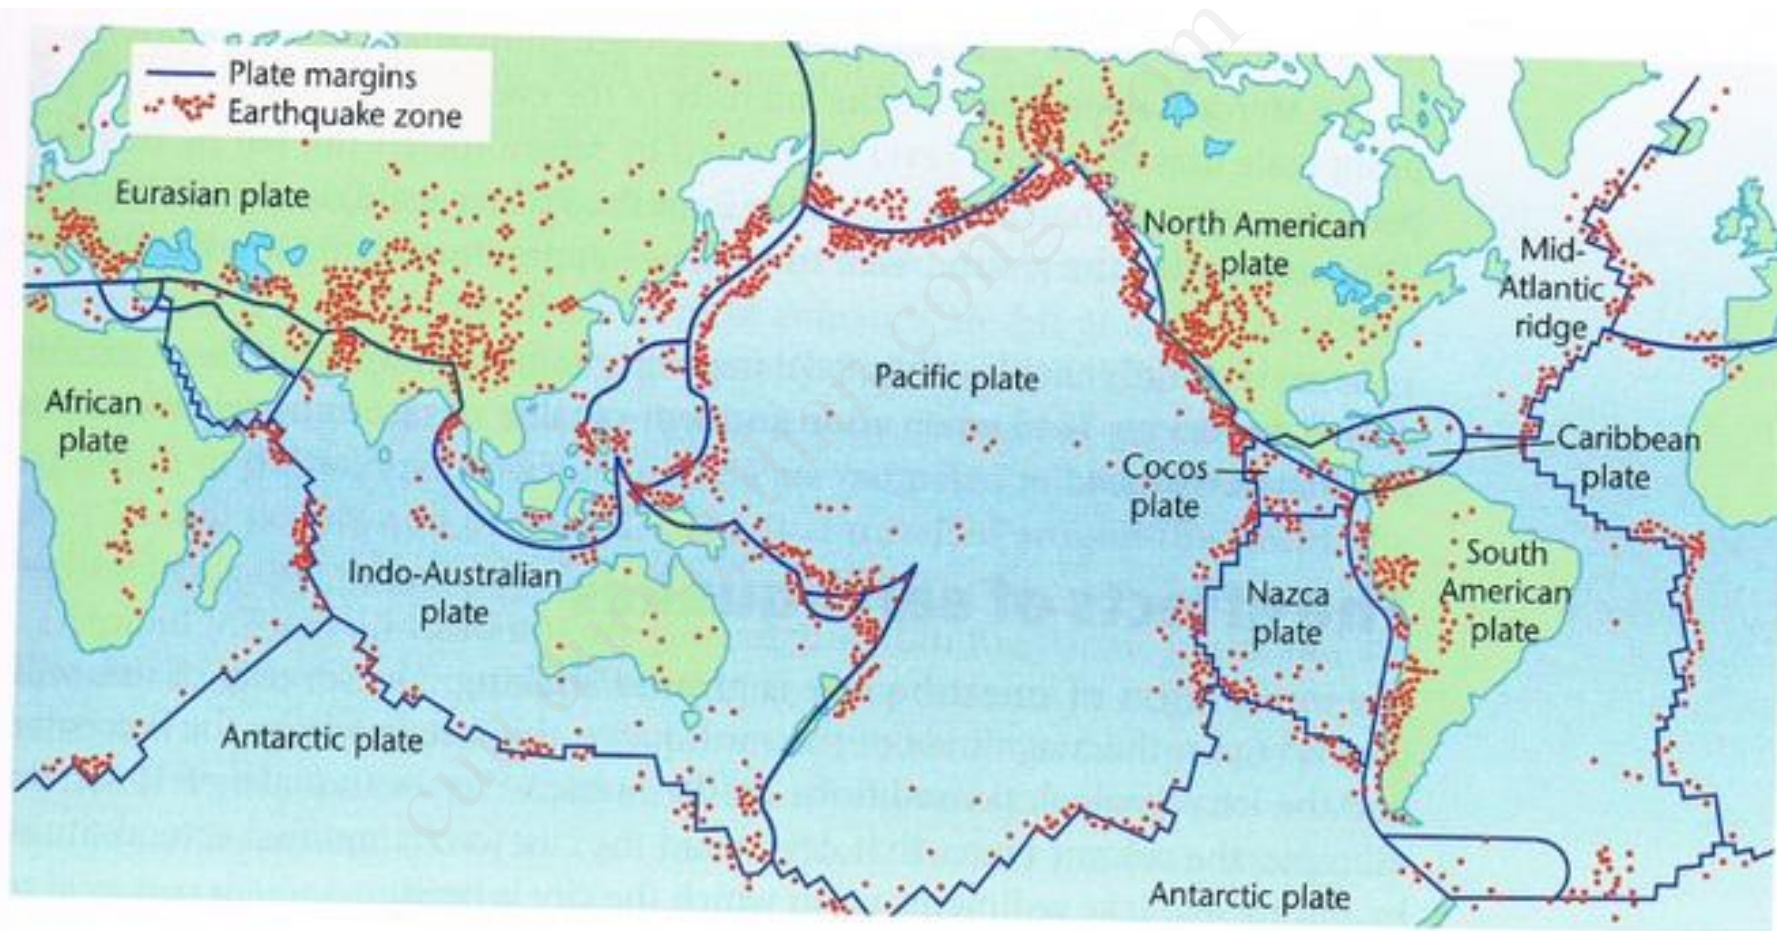 Plate margins
Earthquake zone
Eurasian plate
North American
plate
Mid-
Atlantic
ridge
African
plate
Pacific plate
Caribbean
plate
Cocos
plate
Indo-Australian
plate
Nazca
plate
South
American
plate
Antarctic plate
Antarctic plate